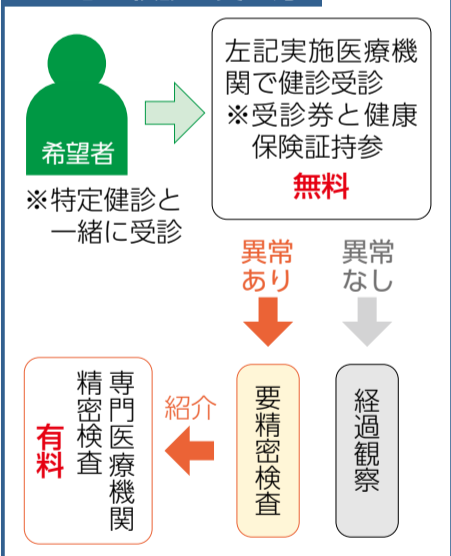 希望者
※特定健診と
一緒に受診
左記実施医療機
関で健診受診
※受診券と健康
保険証持参
無料
異常
あり
異常
なし
経過観察
要精密検査
紹介
専門医療機関
精密検査
有料